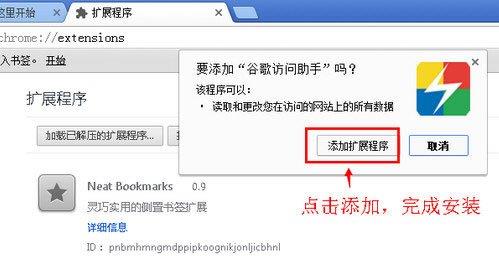 这里开始
扩展程序
chrome://extensions
入书签。 开始
扩展程序
加载已解压的扩展程序...
Neat Bookmarks 0.9
灵巧实用的侧置书签扩展
详细信息
ID： pnbmhmngmdppipkoognikjonljicbhnl
要添加“谷歌访问助手”吗？
该程序可以：
• 读取和更改您在访问的网站上的所有数据
添加扩展程序
取消
点击添加，完成安装